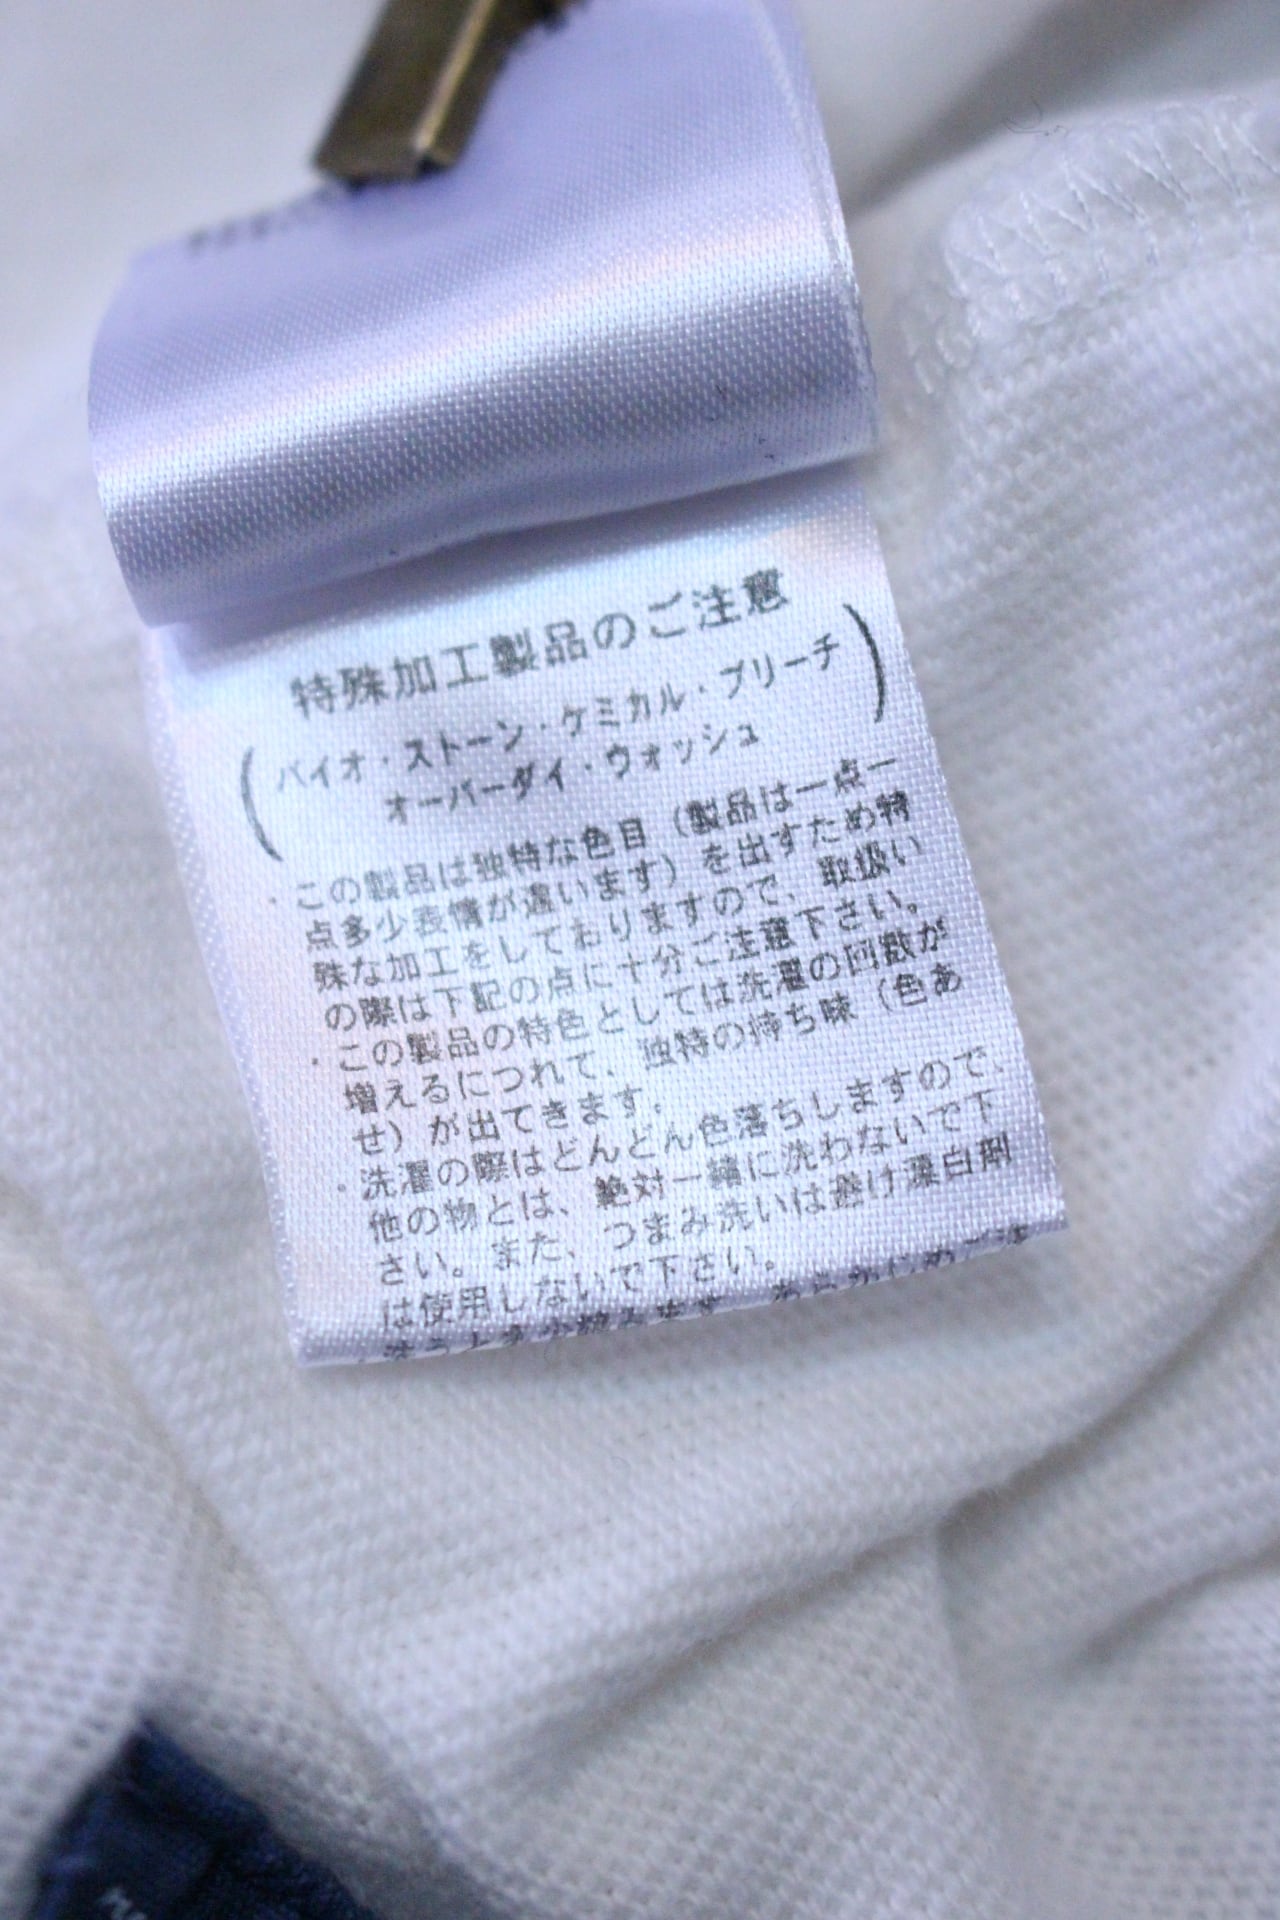 特殊加工製品のご注意
(バイオ・ストーン・ケミカル・ブリーチ
オーバーダイ・ウォッシュ)
・この製品は独特な色目（製品は一点一
点多少表情が違います）を出すため特
殊な加工をしておりますので、取扱い
の際は下記の点に十分ご注意下さい。
・この製品の特色としては洗濯の回数が
増えるにつれて、独特の持ち味（色あ
せ）が出てきます。
・洗濯の際はどんどん色落ちしますので、
他の物とは、絶対一緒に洗わないで下
さい。また、つまみ洗いは避け漂白剤
は使用しないで下さい。